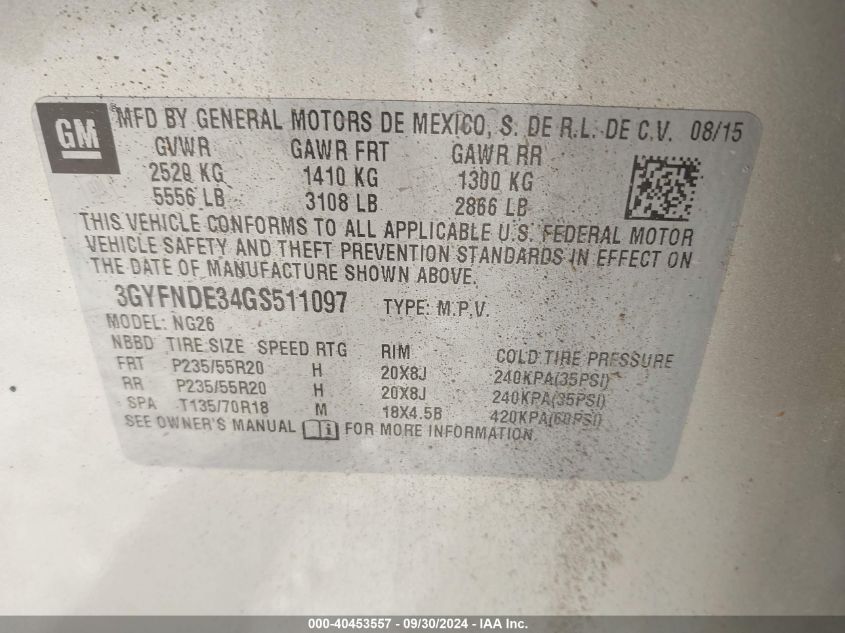 GM® MFD BY GENERAL MOTORS DE MEXICO, S. DE R.L. DE C.V. 08/15
GVWR GAWR FRT GAWR RR
2520 KG 1410 KG 1300 KG
5556 LB 3108 LB 2866 LB
THIS VEHICLE CONFORMS TO ALL APPLICABLE U.S. FEDERAL MOTOR
VEHICLE SAFETY AND THEFT PREVENTION STANDARDS IN EFFECT ON
THE DATE OF MANUFACTURE SHOWN ABOVE.
3GYFNDE34GS511097 TYPE: M.P.V.
MODEL: NG26
NBBD TIRE SIZE SPEED RTG RIM COLD TIRE PRESSURE
FRT P235/55R20 H 20X8J 240KPA(35PSI)
RR P235/55R20 H 20X8J 240KPA(35PSI)
SPA T135/70R18 M 18X4.5B 420KPA(60PSI)
SEE OWNER'S MANUAL FOR MORE INFORMATION
000-40453557 - 09/30/2024 - IAA Inc.